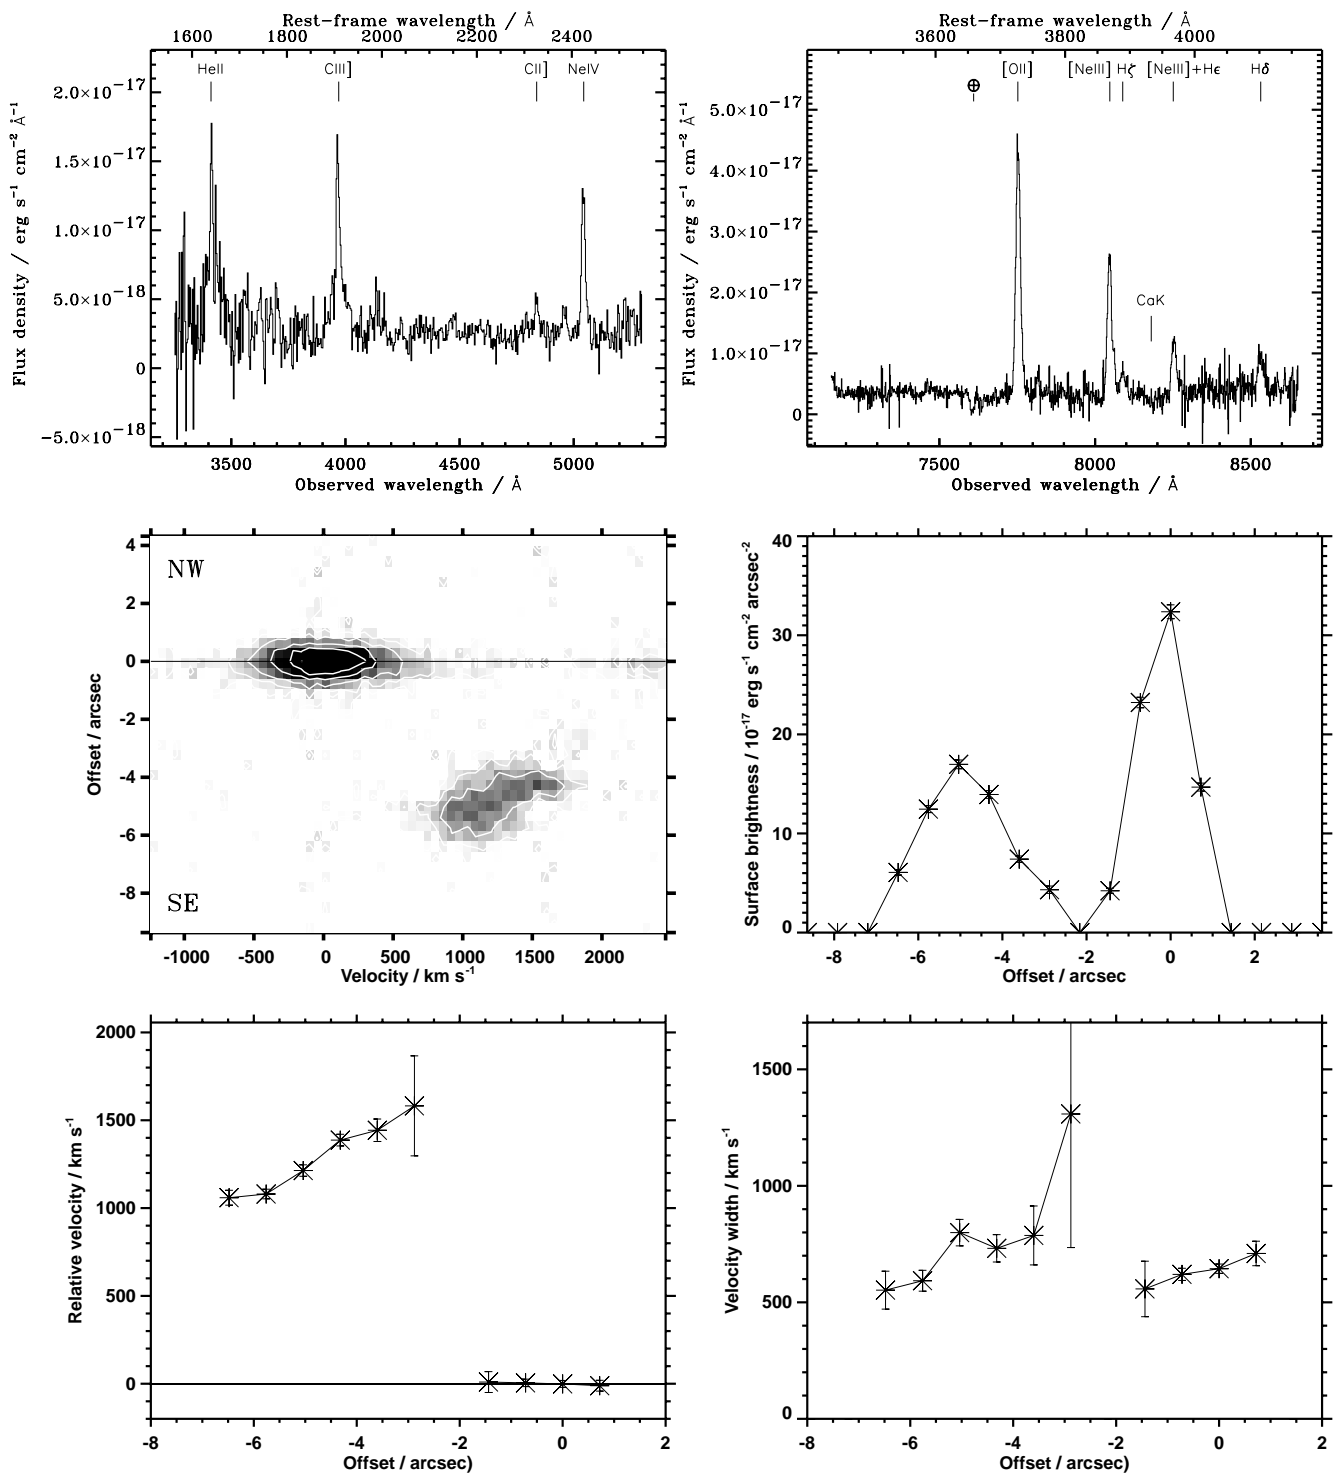 Rest-frame wavelength / Å
1600 1800 2000 2200 2400
HeII CIII] CII] NeIV
2.0×10⁻¹⁷
1.5×10⁻¹⁷
1.0×10⁻¹⁷
5.0×10⁻¹⁸
0
−5.0×10⁻¹⁸
Flux density / erg s⁻¹ cm⁻² Å⁻¹
3500 4000 4500 5000
Observed wavelength / Å
Rest-frame wavelength / Å
3600 3800 4000
⊕ [OII] [NeIII] Hζ [NeIII]+Hϵ Hδ
CaK
5.0×10⁻¹⁷
4.0×10⁻¹⁷
3.0×10⁻¹⁷
2.0×10⁻¹⁷
1.0×10⁻¹⁷
0
Flux density / erg s⁻¹ cm⁻² Å⁻¹
7500 8000 8500
Observed wavelength / Å
NW
SE
4
2
0
-2
-4
-6
-8
Offset / arcsec
-1000 -500 0 500 1000 1500 2000
Velocity / km s⁻¹
40
30
20
10
0
Surface brightness / 10⁻¹⁷ erg s⁻¹ cm⁻² arcsec⁻²
-8 -6 -4 -2 0 2
Offset / arcsec
2000
1500
1000
500
0
Relative velocity / km s⁻¹
-8 -6 -4 -2 0 2
Offset / arcsec)
1500
1000
500
0
Velocity width / km s⁻¹
-8 -6 -4 -2 0 2
Offset / arcsec)